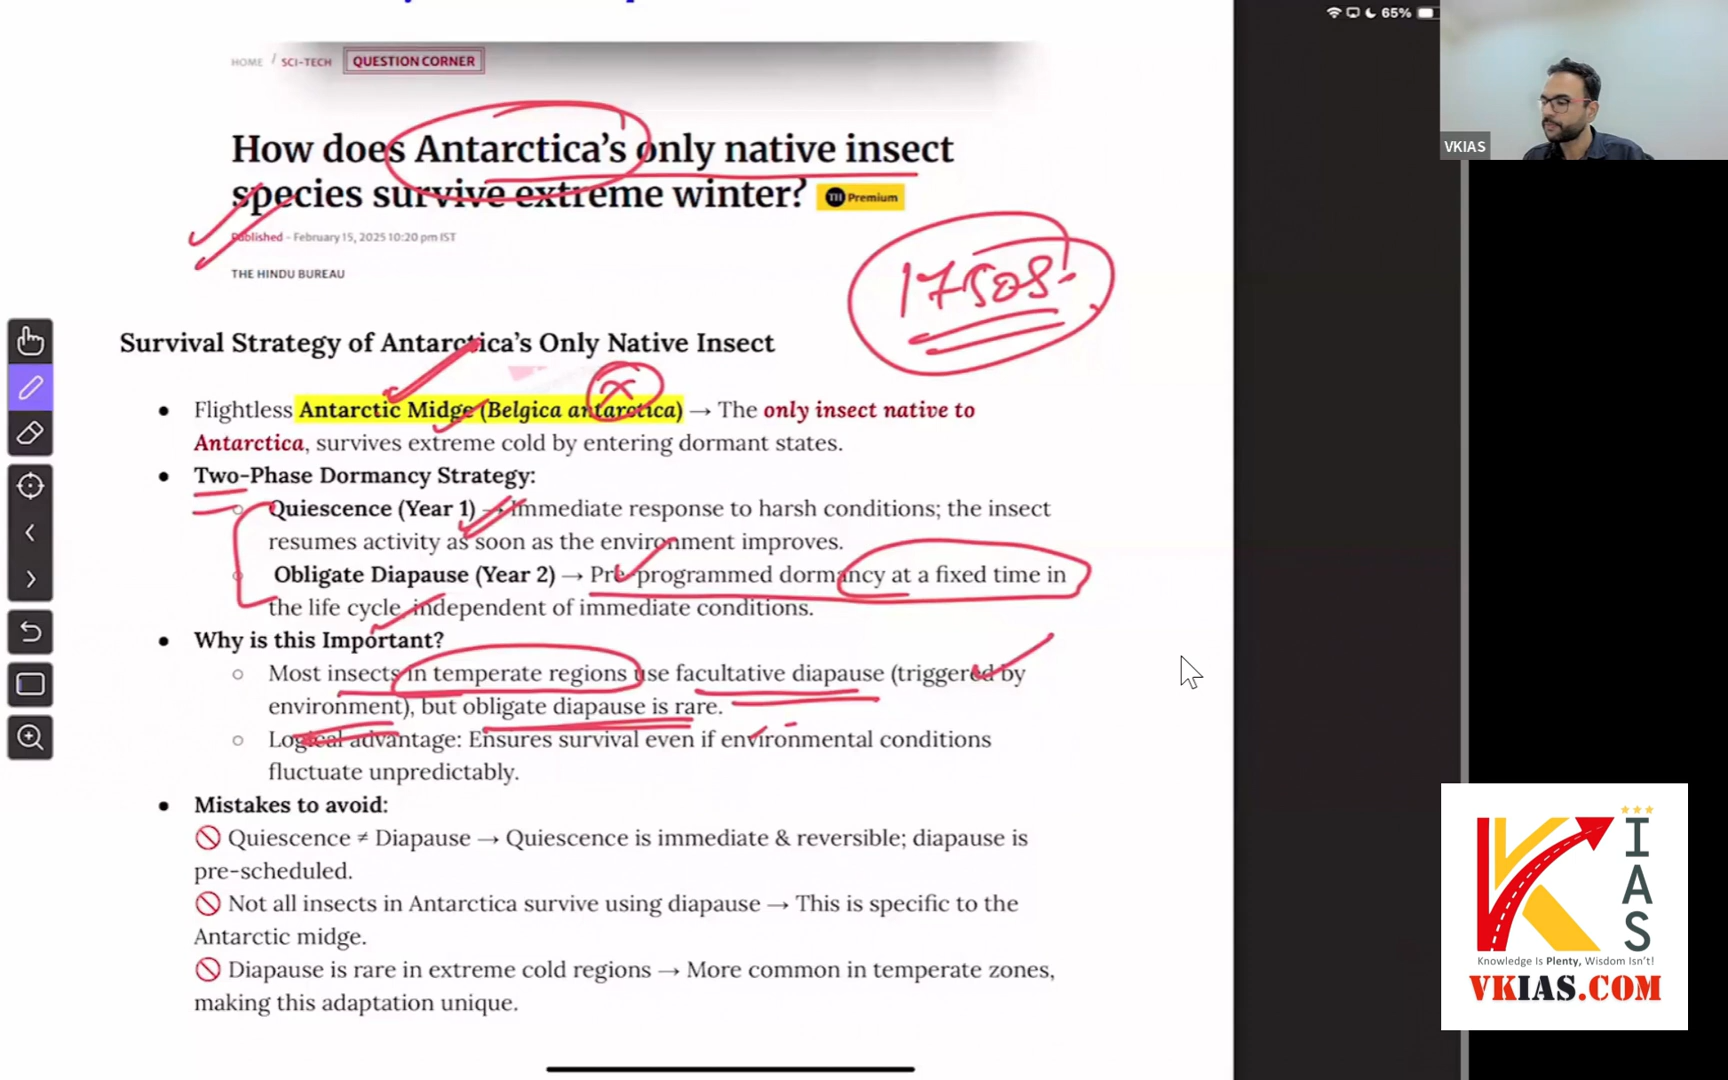 65%
VKIAS
HOME / SCI-TECH QUESTION CORNER
How does Antarctica's only native insect
species survive extreme winter? TH Premium
Published - February 15, 2025 10:20 pm IST
THE HINDU BUREAU
Survival Strategy of Antarctica's Only Native Insect
● Flightless Antarctic Midge (Belgica antarctica) → The only insect native to
Antarctica, survives extreme cold by entering dormant states.
● Two-Phase Dormancy Strategy:
○ Quiescence (Year 1) → Immediate response to harsh conditions; the insect
resumes activity as soon as the environment improves.
○ Obligate Diapause (Year 2) → Pre-programmed dormancy at a fixed time in
the life cycle, independent of immediate conditions.
● Why is this Important?
○ Most insects in temperate regions use facultative diapause (triggered by
environment), but obligate diapause is rare.
○ Logical advantage: Ensures survival even if environmental conditions
fluctuate unpredictably.
● Mistakes to avoid:
🚫 Quiescence ≠ Diapause → Quiescence is immediate & reversible; diapause is
pre-scheduled.
🚫 Not all insects in Antarctica survive using diapause → This is specific to the
Antarctic midge.
🚫 Diapause is rare in extreme cold regions → More common in temperate zones,
making this adaptation unique.
K IAS
Knowledge Is Plenty, Wisdom Isn't!
VKIAS.COM